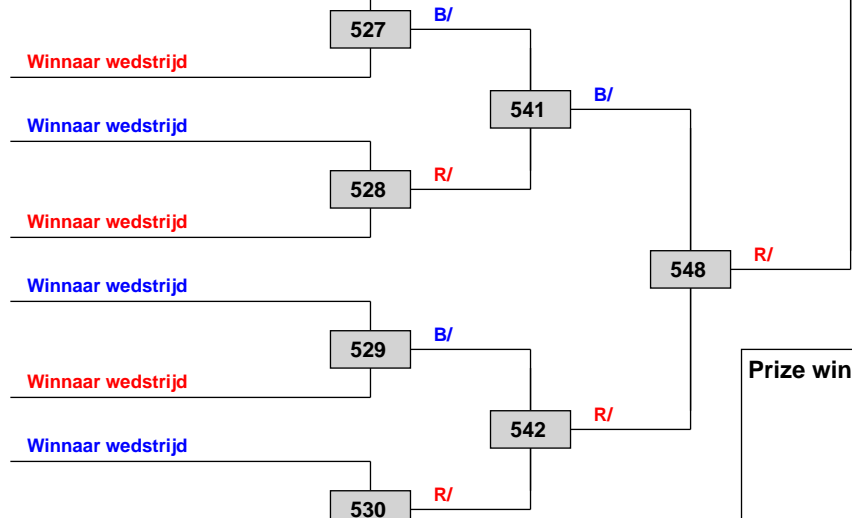 B/
527
Winnaar wedstrijd
B/
541
Winnaar wedstrijd
R/
528
Winnaar wedstrijd
R/
548
Winnaar wedstrijd
B/
529
Prize win
Winnaar wedstrijd
R/
542
Winnaar wedstrijd
R/
530